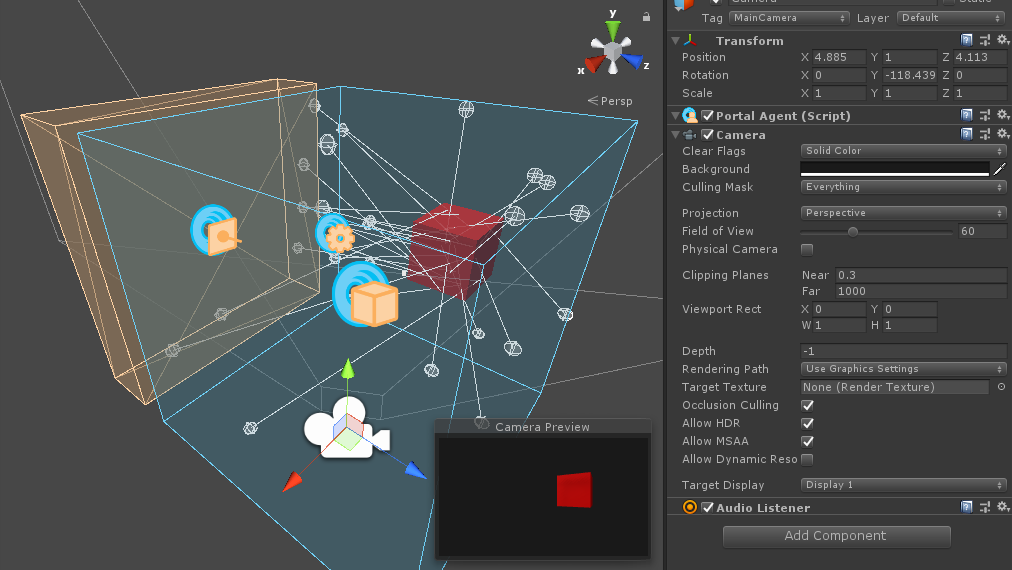 Camera
Static
Tag MainCamera Layer Default
Transform
Position X 4.885 Y 1 Z 4.113
Rotation X 0 Y -118.439 Z 0
Scale X 1 Y 1 Z 1
Portal Agent (Script)
Camera
Clear Flags Solid Color
Background
Culling Mask Everything
Projection Perspective
Field of View 60
Physical Camera
Clipping Planes Near 0.3
Far 1000
Viewport Rect X 0 Y 0
W 1 H 1
Depth -1
Rendering Path Use Graphics Settings
Target Texture None (Render Texture)
Occlusion Culling
Allow HDR
Allow MSAA
Allow Dynamic Reso
Target Display Display 1
Audio Listener
Add Component
y
x
z
Persp
Camera Preview